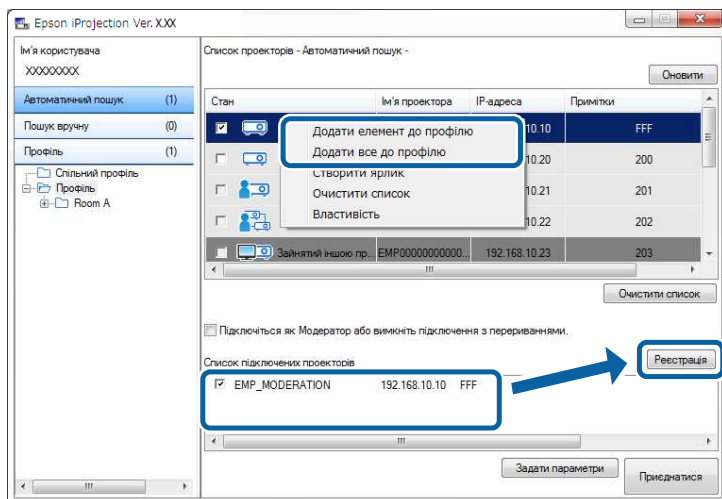 Epson iProjection Ver. X.XX
Ім'я користувача
XXXXXXXX
Автоматичний пошук (1)
Пошук вручну (0)
Профіль (1)
Спільний профіль
Профіль
Room A
Список проекторів - Автоматичний пошук -
Оновити
Стан Ім'я проектора IP-адреса Примітки
10.10 FFF
10.20 200
10.21 201
10.22 202
Зайнятий іншою пр... EMP00000000000... 192.168.10.23 203
Додати елемент до профілю
Додати все до профілю
Створити ярлик
Очистити список
Властивість
Очистити список
Підключіться як Модератор або вимкніть підключення з перериваннями.
Список підключених проекторів
Реєстрація
EMP_MODERATION 192.168.10.10 FFF
Задати параметри
Приєднатися